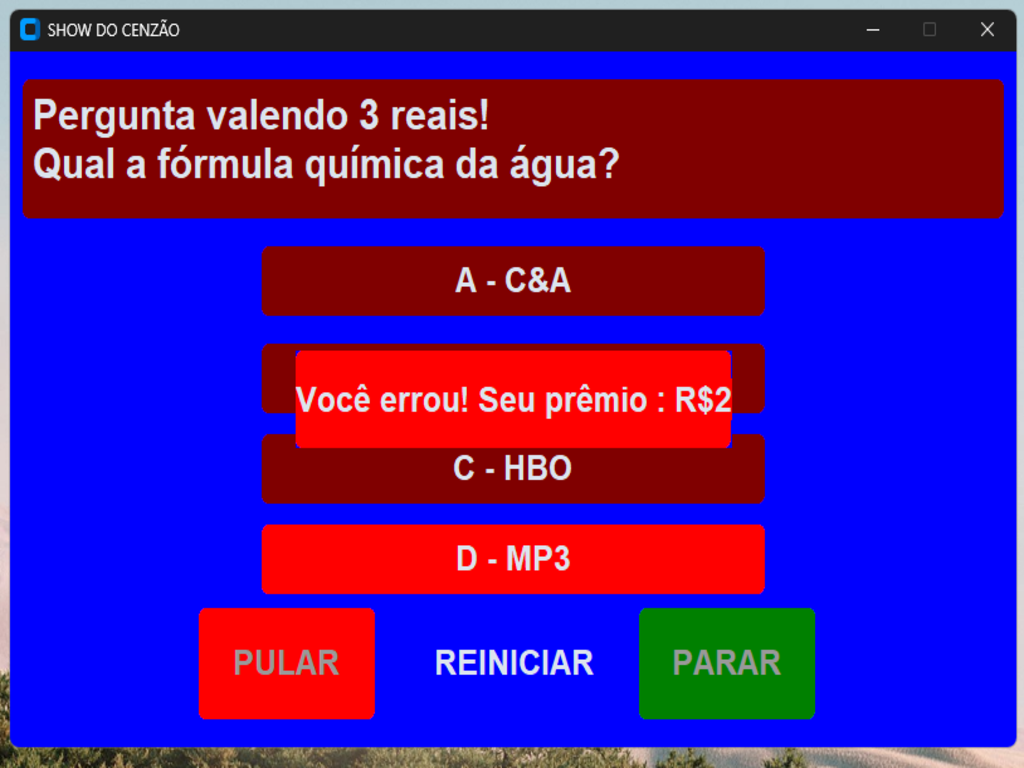 SHOW DO CENZÃO
Pergunta valendo 3 reais!
Qual a fórmula química da água?
A - C&A
Você errou! Seu prêmio : R$2
C - HBO
D - MP3
PULAR
REINICIAR
PARAR